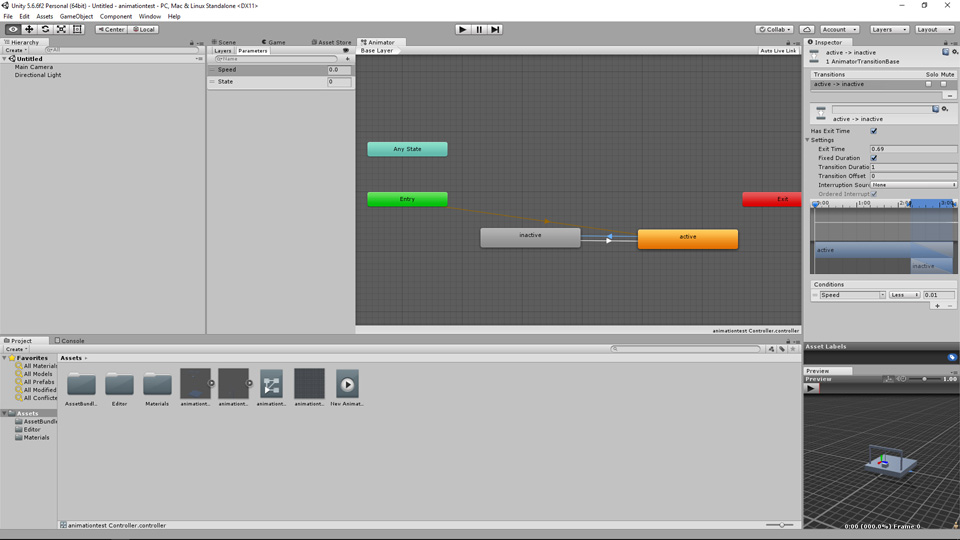 Unity 5.6.6f2 Personal (64bit) - Untitled - animationtest - PC, Mac & Linux Standalone <DX11>
File Edit Assets GameObject Component Window Help
Center Local Collab Account Layers Layout
Hierarchy
Create
All
Untitled
Main Camera
Directional Light
Scene Game Asset Store
Layers Parameters
Name
Speed 0.0
State 0
Animator
Base Layer Auto Live Link
Any State
Entry
Exit
inactive
active
animationtest Controller.controller
Inspector
active -> inactive
1 AnimatorTransitionBase
Transitions Solo Mute
active -> inactive
active -> inactive
Has Exit Time
Settings
Exit Time 0.69
Fixed Duration
Transition Duratio 1
Transition Offset 0
Interruption Sourc None
Ordered Interrupt
0:00 1:00 2:0 3:00
active
inactive
Conditions
Speed Less 0.01
Asset Labels
Preview
Preview 1.00
0:00 (000.0%) Frame 0
Project Console
Create
Favorites
All Material
All Models
All Prefabs
All Modified
All Conflicte
Assets
AssetBundle
Editor
Materials
Assets
AssetBundl... Editor Materials animationt... animationt... animationt... animationt... New Animat...
animationtest Controller.controller